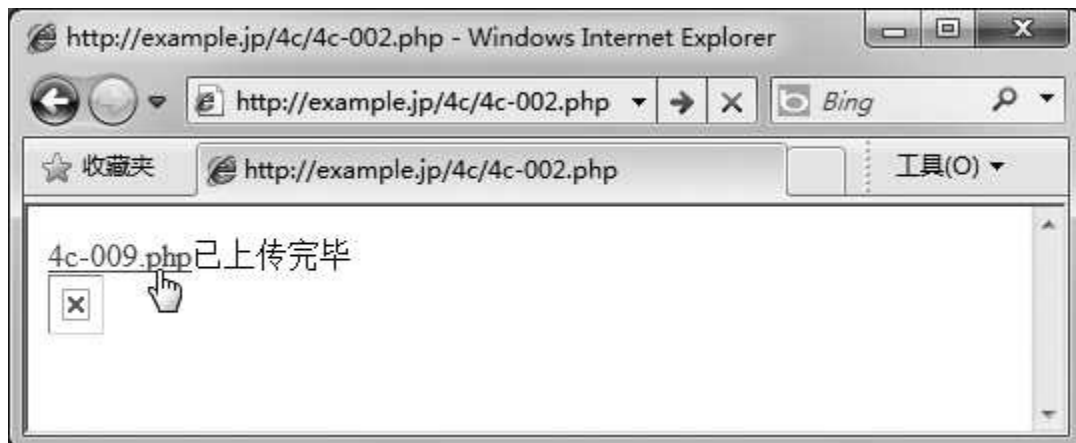 http://example.jp/4c/4c-002.php - Windows Internet Explorer
http://example.jp/4c/4c-002.php Bing
收藏夹 http://example.jp/4c/4c-002.php 工具(O)
4c-009.php已上传完毕